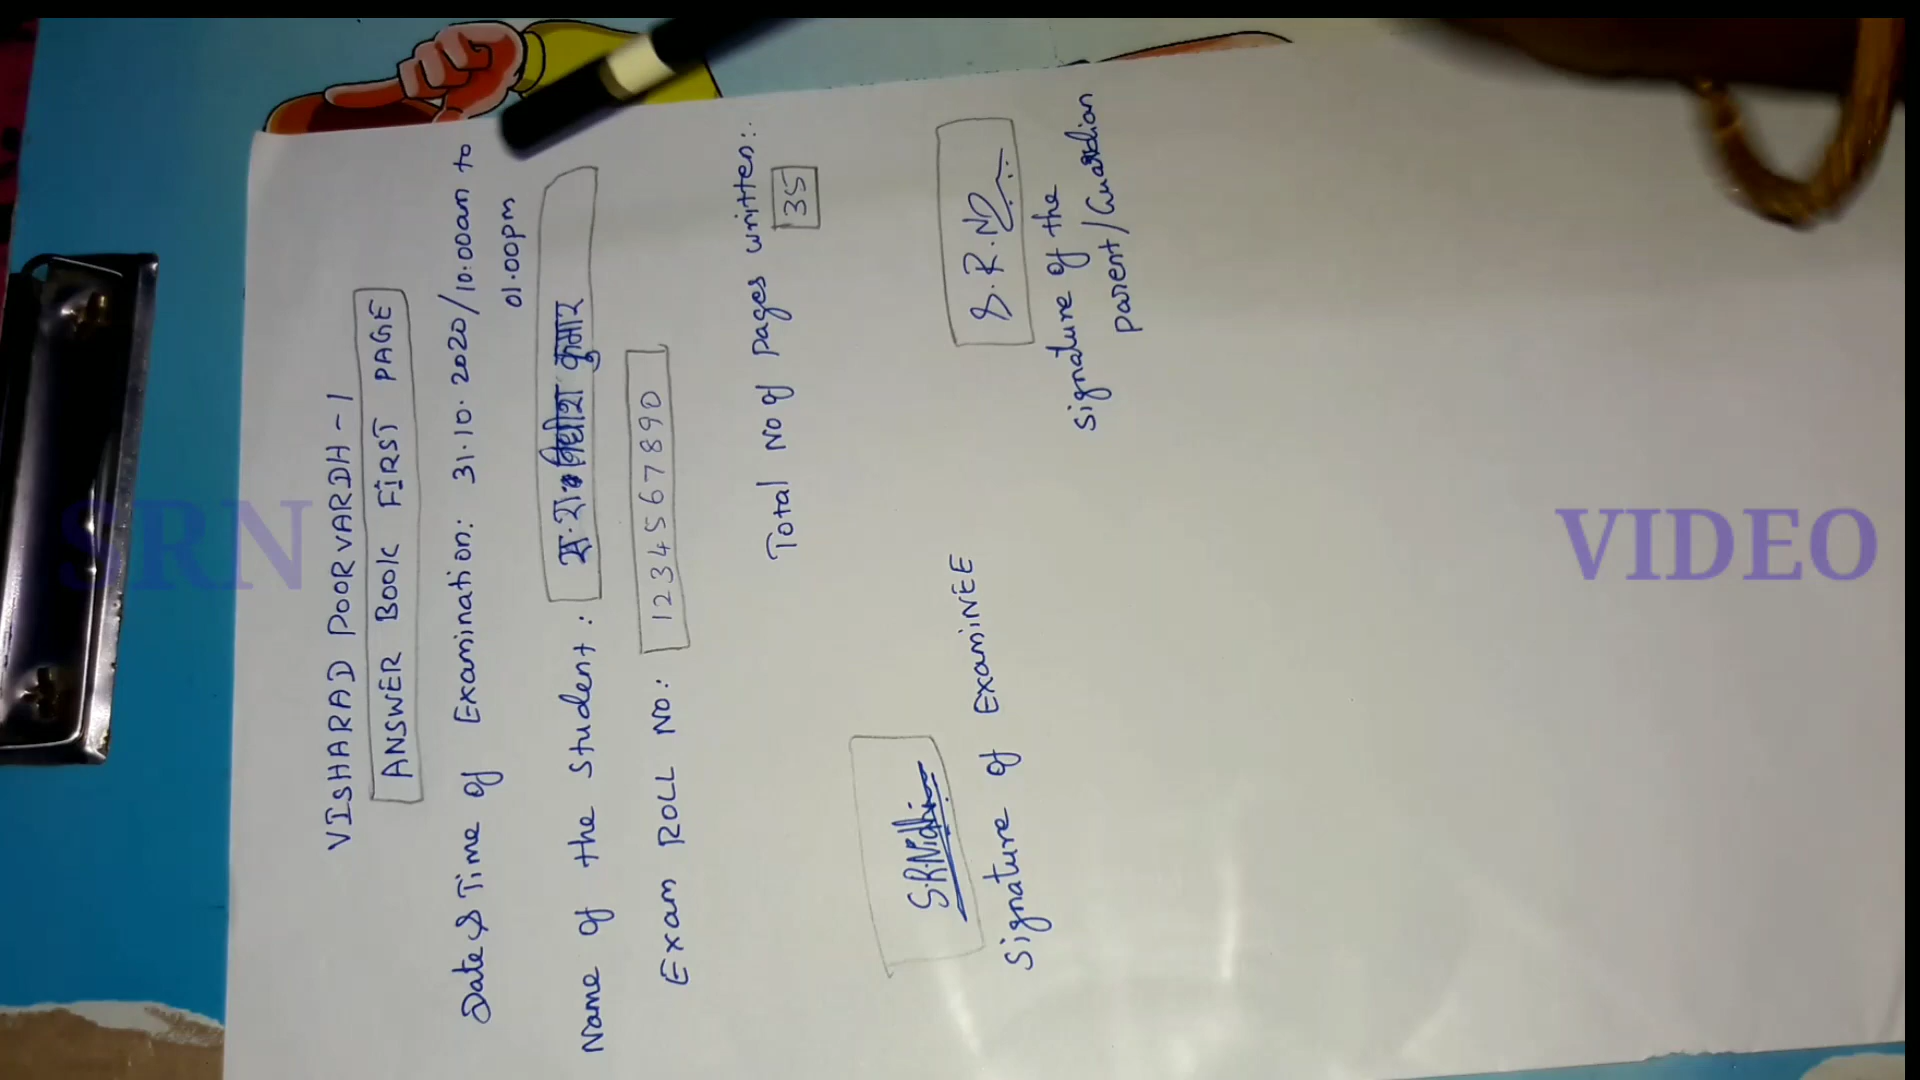 VISHARAD POORVARDH-1
ANSWER BOOK FIRST PAGE
Date & Time of Examination: 31.10.2020/10.00am to
01.00pm
Name of the Student: स. रा. निधीश कुमार
Exam ROLL No: 1234567890
Total No of pages written:.
35
S.R.Nidhi
Signature of EXAMINEE
S.R.N
Signature of the
parent/Guardian
SRN
VIDEO